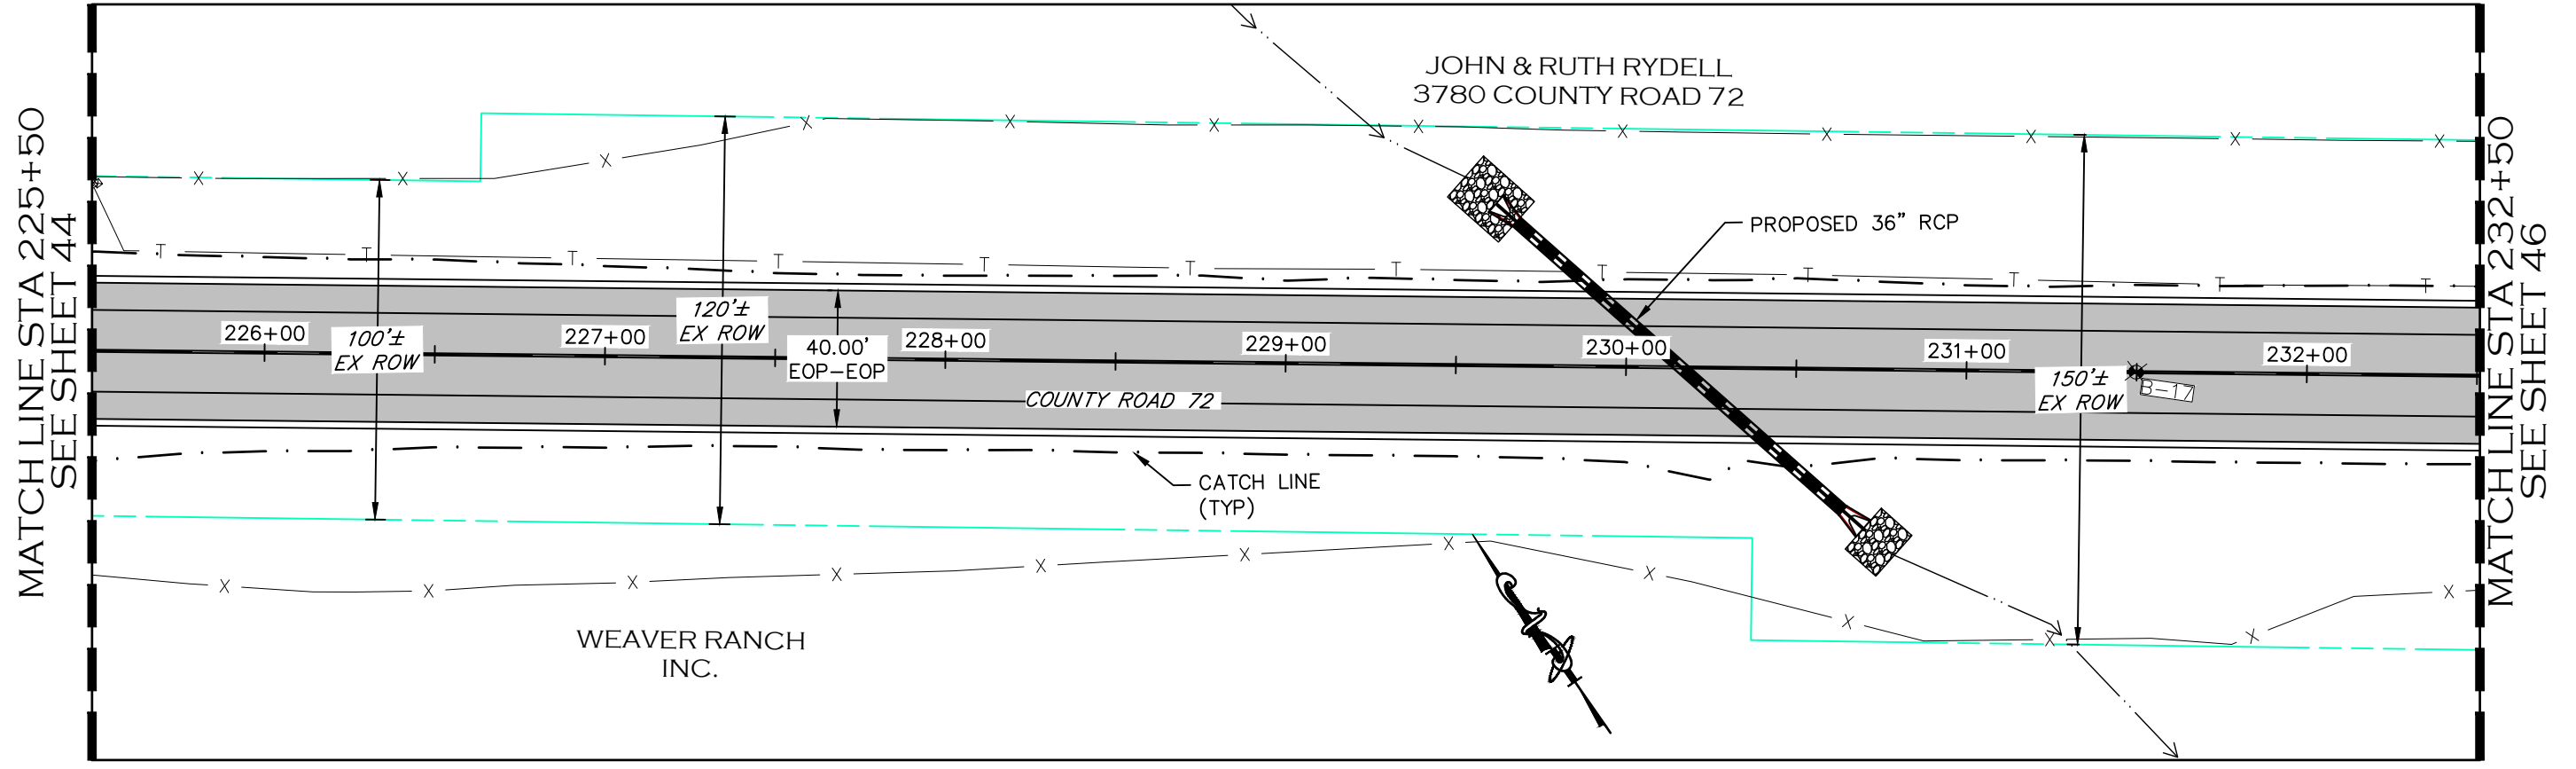 MATCH LINE STA 225+50
SEE SHEET 44
JOHN & RUTH RYDELL
3780 COUNTY ROAD 72
PROPOSED 36" RCP
226+00
100'±
EX ROW
227+00
120'±
EX ROW
40.00'
EOP-EOP
228+00
229+00
230+00
231+00
150'±
EX ROW
B-17
232+00
COUNTY ROAD 72
CATCH LINE
(TYP)
WEAVER RANCH
INC.
MATCH LINE STA 232+50
SEE SHEET 46